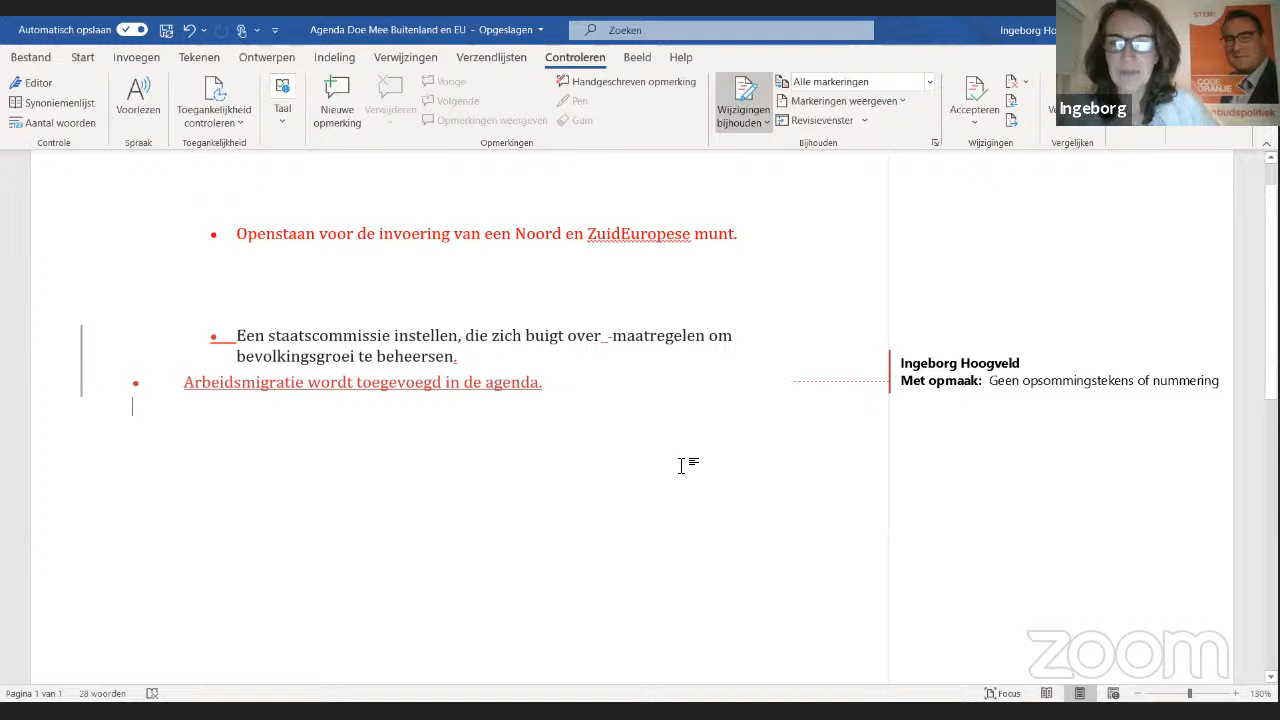 Automatisch opslaan
Agenda Doe Mee Buitenland en EU - Opgeslagen
Zoeken
Ingeborg Ho
Bestand Start Invoegen Tekenen Ontwerpen Indeling Verwijzingen Verzendlijsten Controleren Beeld Help
Editor
Synoniemenlijst
Aantal woorden
Controle
Voorlezen
Spraak
Toegankelijkheid
controleren
Toegankelijkheid
Taal
Nieuwe
opmerking
Verwijderen
Vorige
Volgende
Opmerkingen weergeven
Handgeschreven opmerking
Pen
Gum
Opmerkingen
Wijzigingen
bijhouden
Alle markeringen
Markeringen weergeven
Revisievenster
Bijhouden
Accepteren
Wijzigingen
Vergelijken
STEM!
CODE
ORANJE
Ingeborg
• Openstaan voor de invoering van een Noord en ZuidEuropese munt.
• Een staatscommissie instellen, die zich buigt over -maatregelen om
bevolkingsgroei te beheersen.
• Arbeidsmigratie wordt toegevoegd in de agenda.
Ingeborg Hoogveld
Met opmaak: Geen opsommingstekens of nummering
zoom
Pagina 1 van 1 28 woorden
Focus
130%